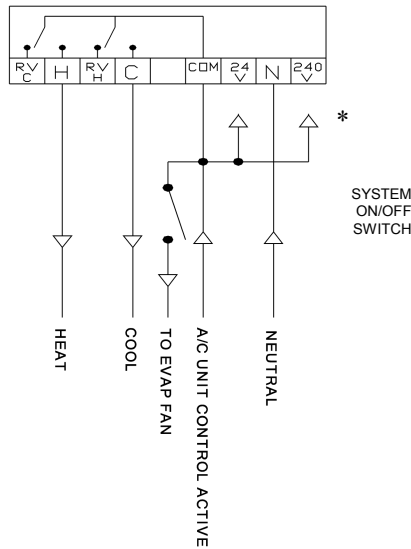 RV C
H
RV H
C
COM
24 V
N
240 V
*
SYSTEM
ON/OFF
SWITCH
HEAT
COOL
TO EVAP FAN
A/C UNIT CONTROL ACTIVE
NEUTRAL